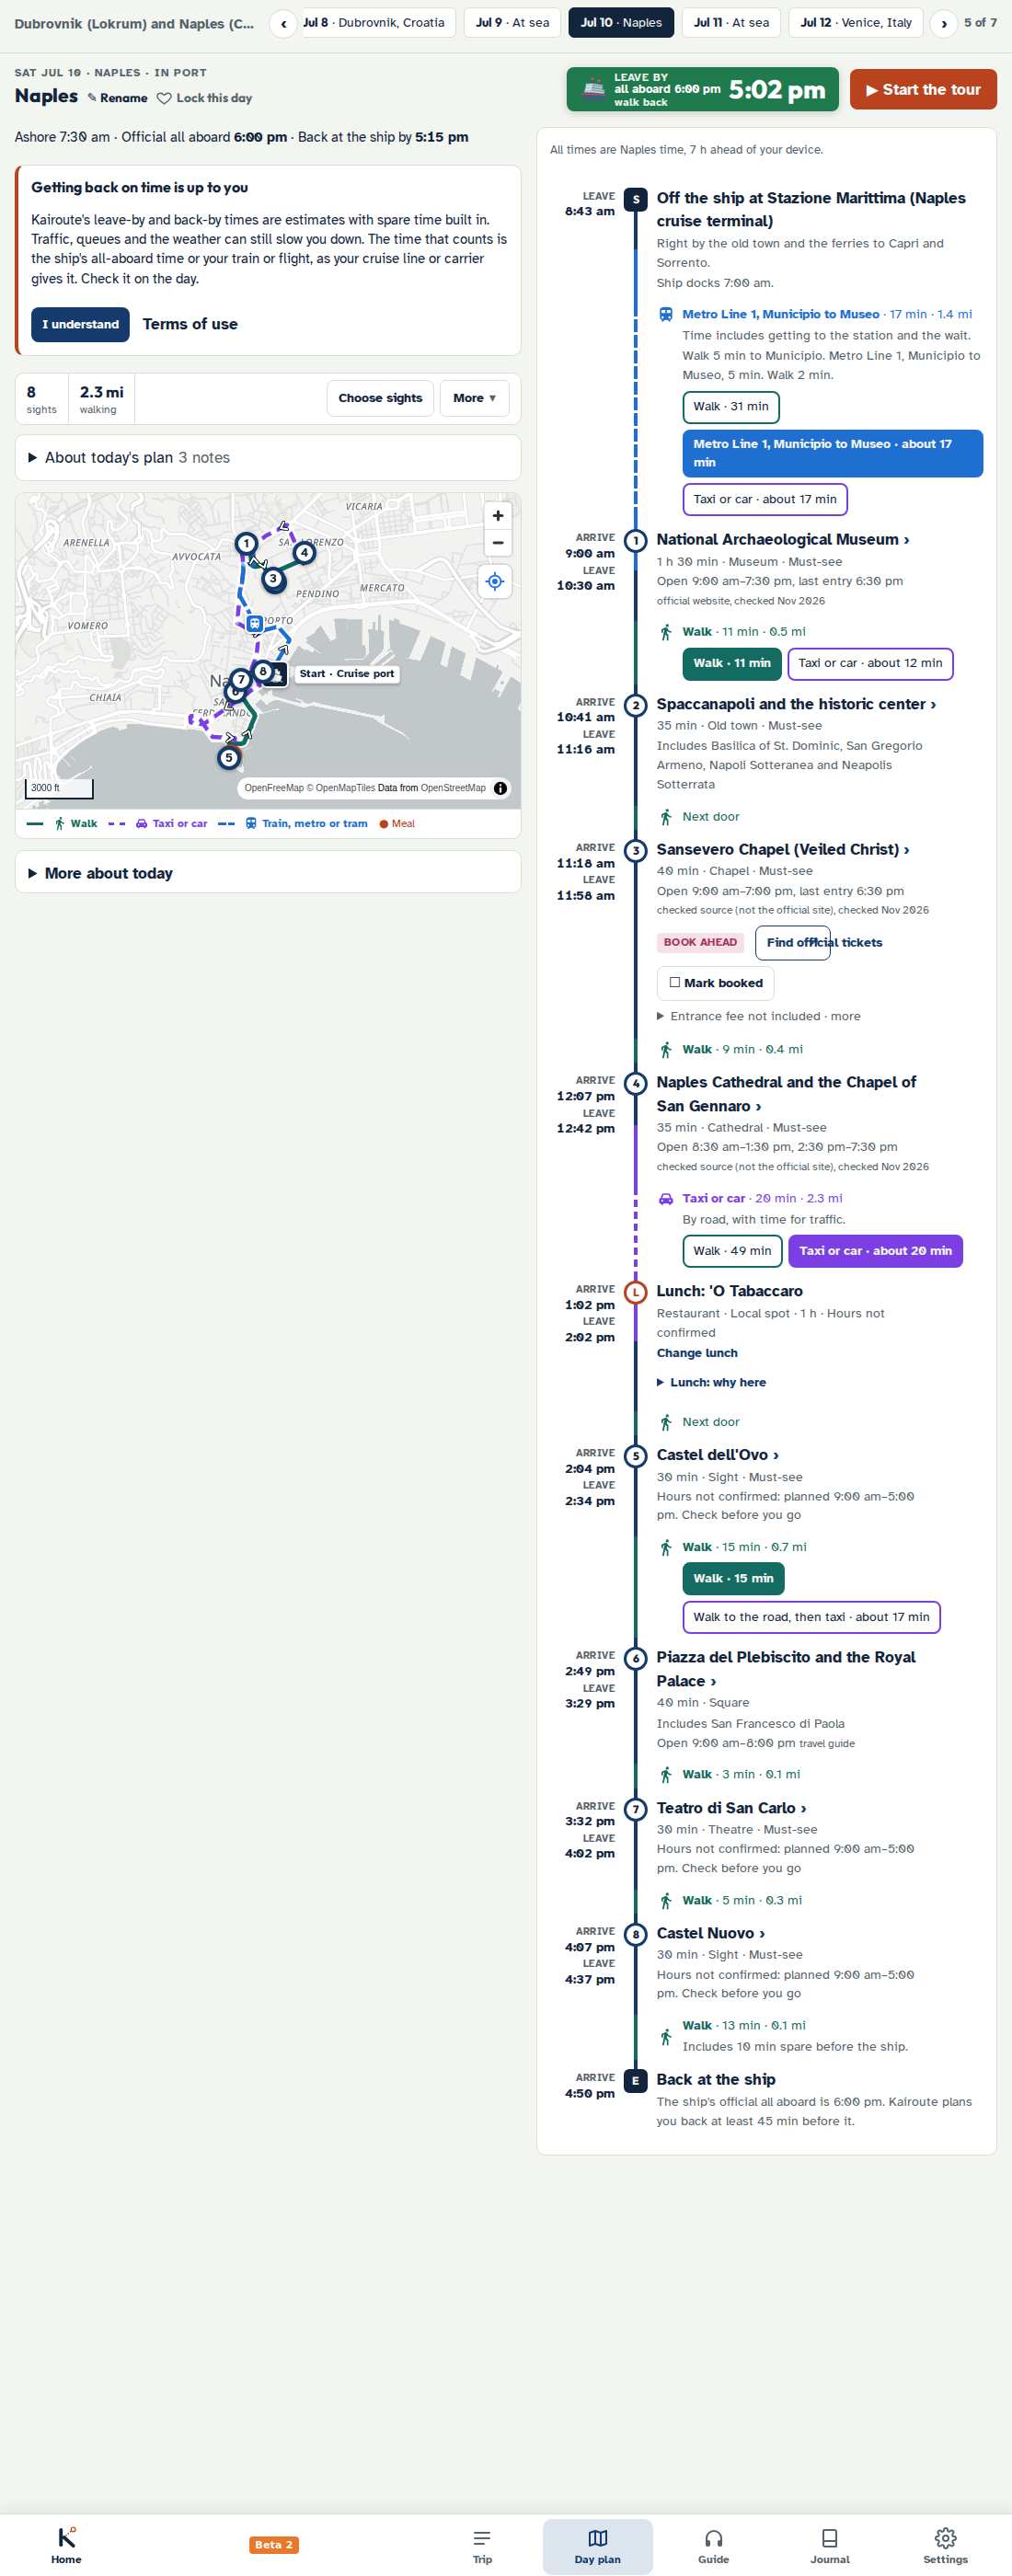 Dubrovnik (Lokrum) and Naples (C...
‹
Jul 8 · Dubrovnik, Croatia
Jul 9 · At sea
Jul 10 · Naples
Jul 11 · At sea
Jul 12 · Venice, Italy
›
5 of 7
SAT JUL 10 · NAPLES · IN PORT
Naples ✎ Rename Lock this day
LEAVE BY
all aboard 6:00 pm
walk back
5:02 pm
▶ Start the tour
Ashore 7:30 am · Official all aboard 6:00 pm · Back at the ship by 5:15 pm
Getting back on time is up to you
Kairoute's leave-by and back-by times are estimates with spare time built in.
Traffic, queues and the weather can still slow you down. The time that counts is
the ship's all-aboard time or your train or flight, as your cruise line or carrier
gives it. Check it on the day.
I understand
Terms of use
8
sights
2.3 mi
walking
Choose sights
More ▼
▶ About today's plan 3 notes
VICARIA
ARENELLA
AVVOCATA
PENDINO
MERCATO
VOMERO
CHIAIA
1
4
3
8
7
6
5
Start · Cruise port
+
−
3000 ft
OpenFreeMap © OpenMapTiles Data from OpenStreetMap
Walk
Taxi or car
Train, metro or tram
Meal
▶ More about today
All times are Naples time, 7 h ahead of your device.
LEAVE
8:43 am
S
Off the ship at Stazione Marittima (Naples
cruise terminal)
Right by the old town and the ferries to Capri and
Sorrento.
Ship docks 7:00 am.
Metro Line 1, Municipio to Museo · 17 min · 1.4 mi
Time includes getting to the station and the wait.
Walk 5 min to Municipio. Metro Line 1, Municipio to
Museo, 5 min. Walk 2 min.
Walk · 31 min
Metro Line 1, Municipio to Museo · about 17
min
Taxi or car · about 17 min
ARRIVE
9:00 am
LEAVE
10:30 am
1
National Archaeological Museum ›
1 h 30 min · Museum · Must-see
Open 9:00 am–7:30 pm, last entry 6:30 pm
official website, checked Nov 2026
Walk · 11 min · 0.5 mi
Walk · 11 min
Taxi or car · about 12 min
ARRIVE
10:41 am
LEAVE
11:16 am
2
Spaccanapoli and the historic center ›
35 min · Old town · Must-see
Includes Basilica of St. Dominic, San Gregorio
Armeno, Napoli Sotteranea and Neapolis
Sotterrata
Next door
ARRIVE
11:18 am
LEAVE
11:58 am
3
Sansevero Chapel (Veiled Christ) ›
40 min · Chapel · Must-see
Open 9:00 am–7:00 pm, last entry 6:30 pm
checked source (not the official site), checked Nov 2026
BOOK AHEAD
Find official tickets
☐ Mark booked
▶ Entrance fee not included · more
Walk · 9 min · 0.4 mi
ARRIVE
12:07 pm
LEAVE
12:42 pm
4
Naples Cathedral and the Chapel of
San Gennaro ›
35 min · Cathedral · Must-see
Open 8:30 am–1:30 pm, 2:30 pm–7:30 pm
checked source (not the official site), checked Nov 2026
Taxi or car · 20 min · 2.3 mi
By road, with time for traffic.
Walk · 49 min
Taxi or car · about 20 min
ARRIVE
1:02 pm
LEAVE
2:02 pm
L
Lunch: 'O Tabaccaro
Restaurant · Local spot · 1 h · Hours not
confirmed
Change lunch
▶ Lunch: why here
Next door
ARRIVE
2:04 pm
LEAVE
2:34 pm
5
Castel dell'Ovo ›
30 min · Sight · Must-see
Hours not confirmed: planned 9:00 am–5:00
pm. Check before you go
Walk · 15 min · 0.7 mi
Walk · 15 min
Walk to the road, then taxi · about 17 min
ARRIVE
2:49 pm
LEAVE
3:29 pm
6
Piazza del Plebiscito and the Royal
Palace ›
40 min · Square
Includes San Francesco di Paola
Open 9:00 am–8:00 pm travel guide
Walk · 3 min · 0.1 mi
ARRIVE
3:32 pm
LEAVE
4:02 pm
7
Teatro di San Carlo ›
30 min · Theatre · Must-see
Hours not confirmed: planned 9:00 am–5:00
pm. Check before you go
Walk · 5 min · 0.3 mi
ARRIVE
4:07 pm
LEAVE
4:37 pm
8
Castel Nuovo ›
30 min · Sight · Must-see
Hours not confirmed: planned 9:00 am–5:00
pm. Check before you go
Walk · 13 min · 0.1 mi
Includes 10 min spare before the ship.
ARRIVE
4:50 pm
E
Back at the ship
The ship's official all aboard is 6:00 pm. Kairoute plans
you back at least 45 min before it.
Home
Beta 2
Trip
Day plan
Guide
Journal
Settings